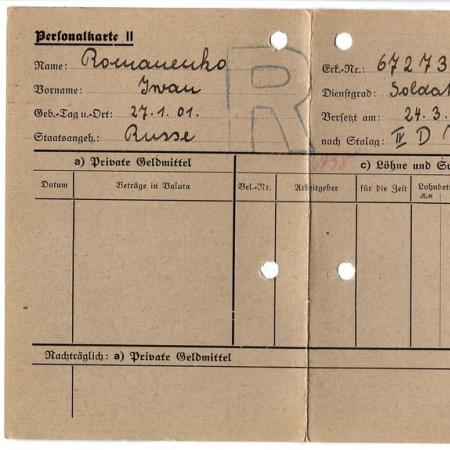 Personalkarte II
Name: Romanenko
Vorname: Iwan
Geb.-Tag u.-Ort: 27.1.01.
Staatsangeh.: Russe
R
Erk.-Nr.: 67273
Dienstgrad: Soldat
Versetzt am: 24.3.
nach Stalag: IV D
a) Private Geldmittel
c) Löhne und
Datum
Beträge in Valuta
Bel.-Nr.
Arbeitgeber
für die Zeit
RM
Nachträglich: a) Private Geldmittel